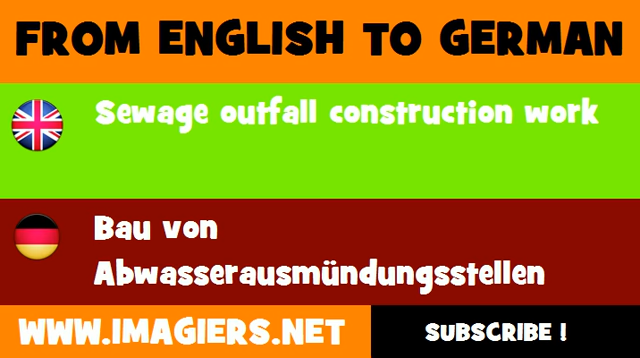 FROM ENGLISH TO GERMAN
Sewage outfall construction work
Bau von
Abwasserausmündungsstellen
WWW.IMAGIERS.NET
SUBSCRIBE !